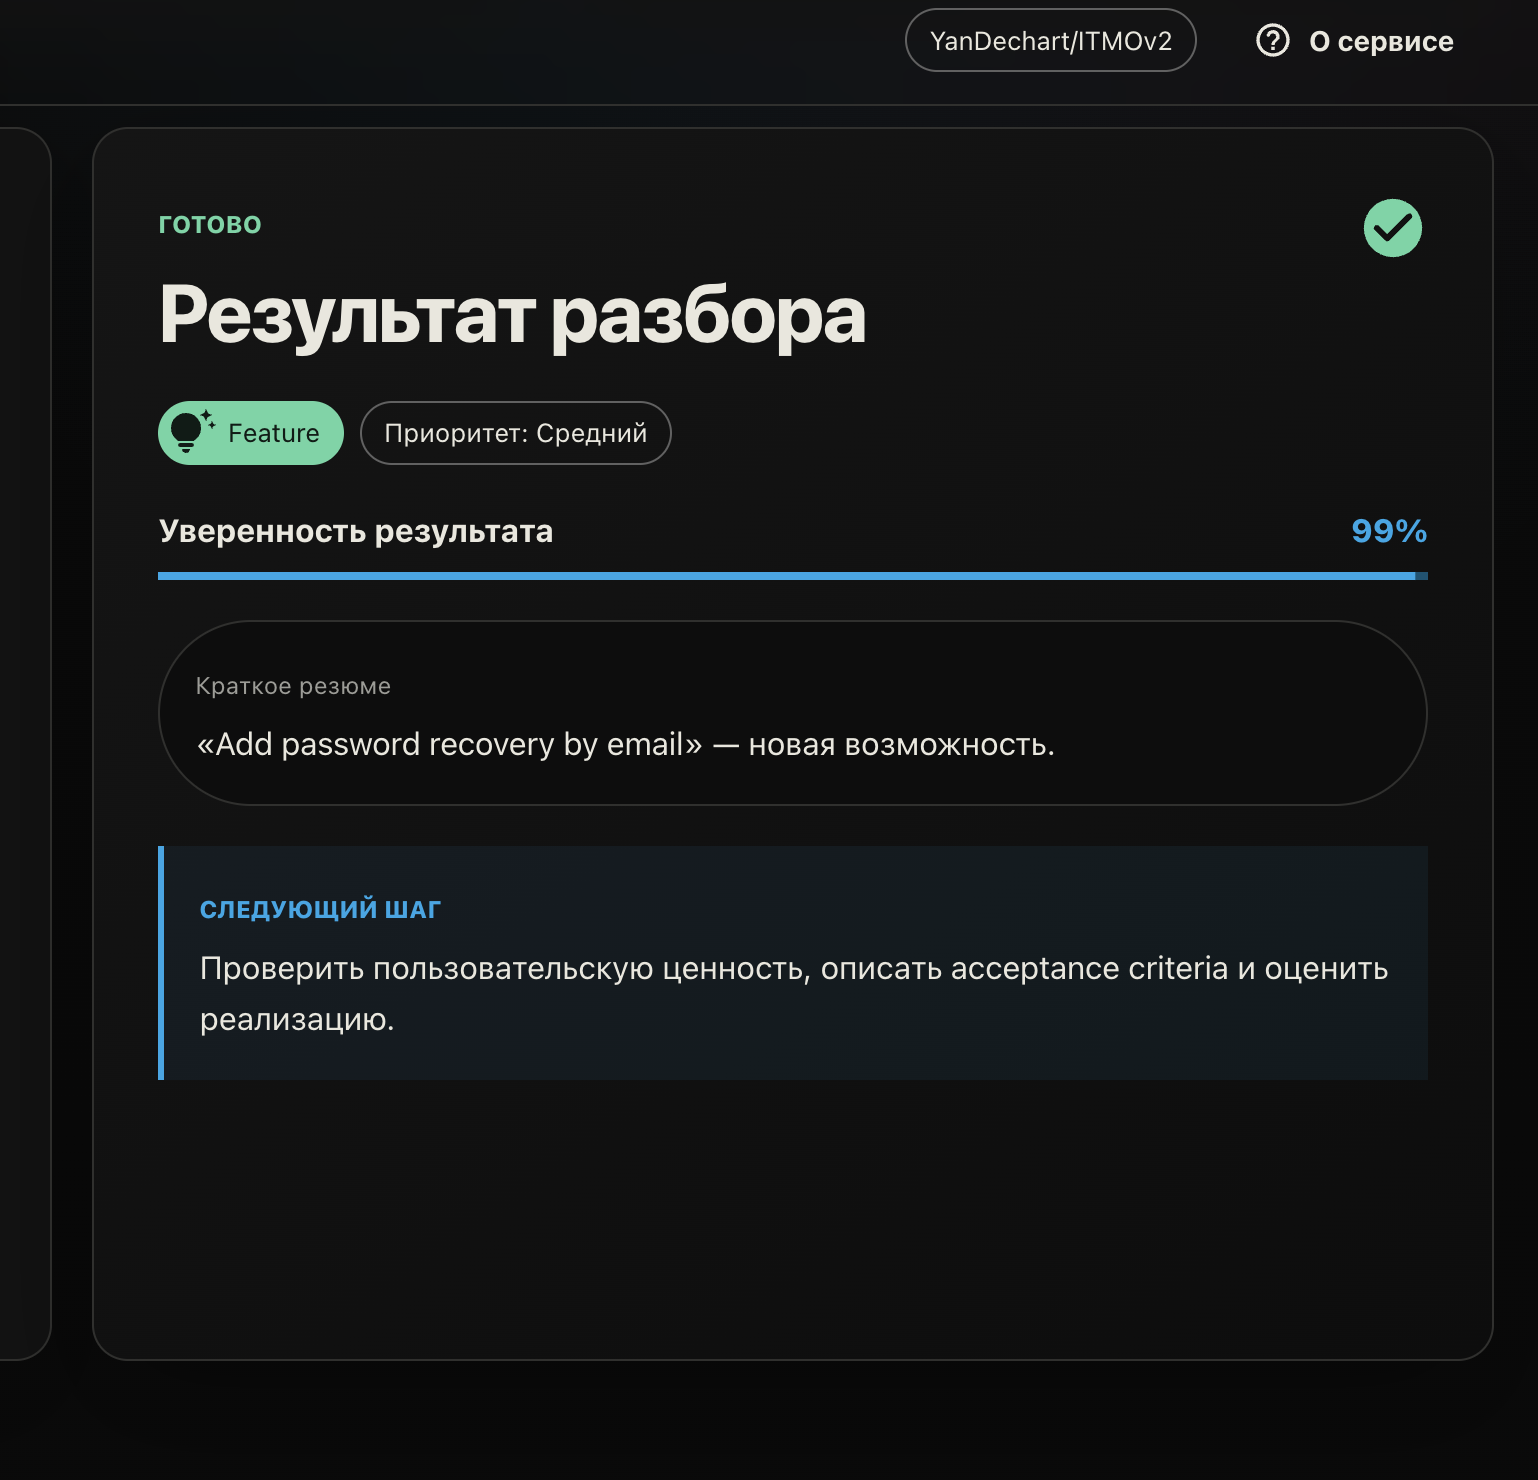 YanDechart/ITMOv2
О сервисе
ГОТОВО
Результат разбора
Feature
Приоритет: Средний
Уверенность результата
99%
Краткое резюме
«Add password recovery by email» — новая возможность.
СЛЕДУЮЩИЙ ШАГ
Проверить пользовательскую ценность, описать acceptance criteria и оценить
реализацию.